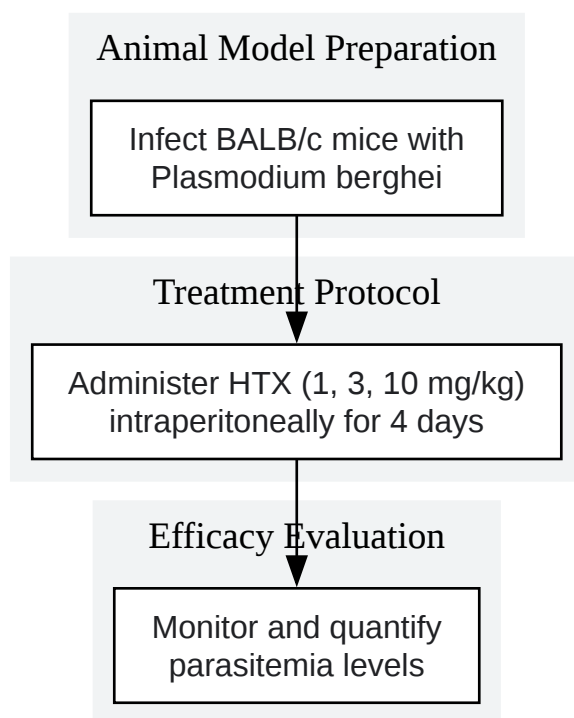 Animal Model Preparation
Infect BALB/c mice with
Plasmodium berghei
Treatment Protocol
Administer HTX (1, 3, 10 mg/kg)
intraperitoneally for 4 days
Efficacy Evaluation
Monitor and quantify
parasitemia levels